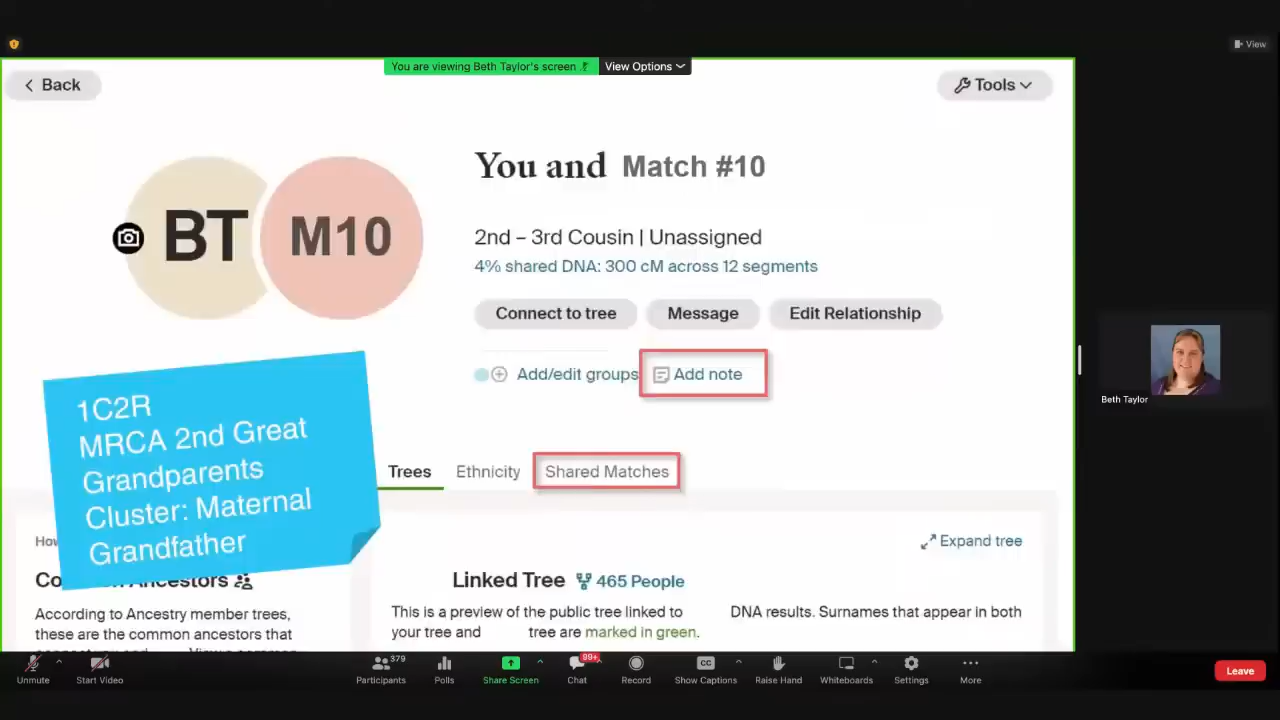 View
You are viewing Beth Taylor's screen
View Options
Back
Tools
You and Match #10
BT
M10
2nd – 3rd Cousin | Unassigned
4% shared DNA: 300 cM across 12 segments
Connect to tree
Message
Edit Relationship
Add/edit groups
Add note
1C2R
MRCA 2nd Great
Grandparents
Cluster: Maternal
Grandfather
Trees
Ethnicity
Shared Matches
Beth Taylor
Expand tree
Linked Tree
465 People
This is a preview of the public tree linked to DNA results. Surnames that appear in both
your tree and tree are marked in green.
According to Ancestry member trees,
these are the common ancestors that
Unmute
Start Video
Participants
379
Polls
Share Screen
Chat
99+
Record
CC
Show Captions
Raise Hand
Whiteboards
Settings
More
Leave